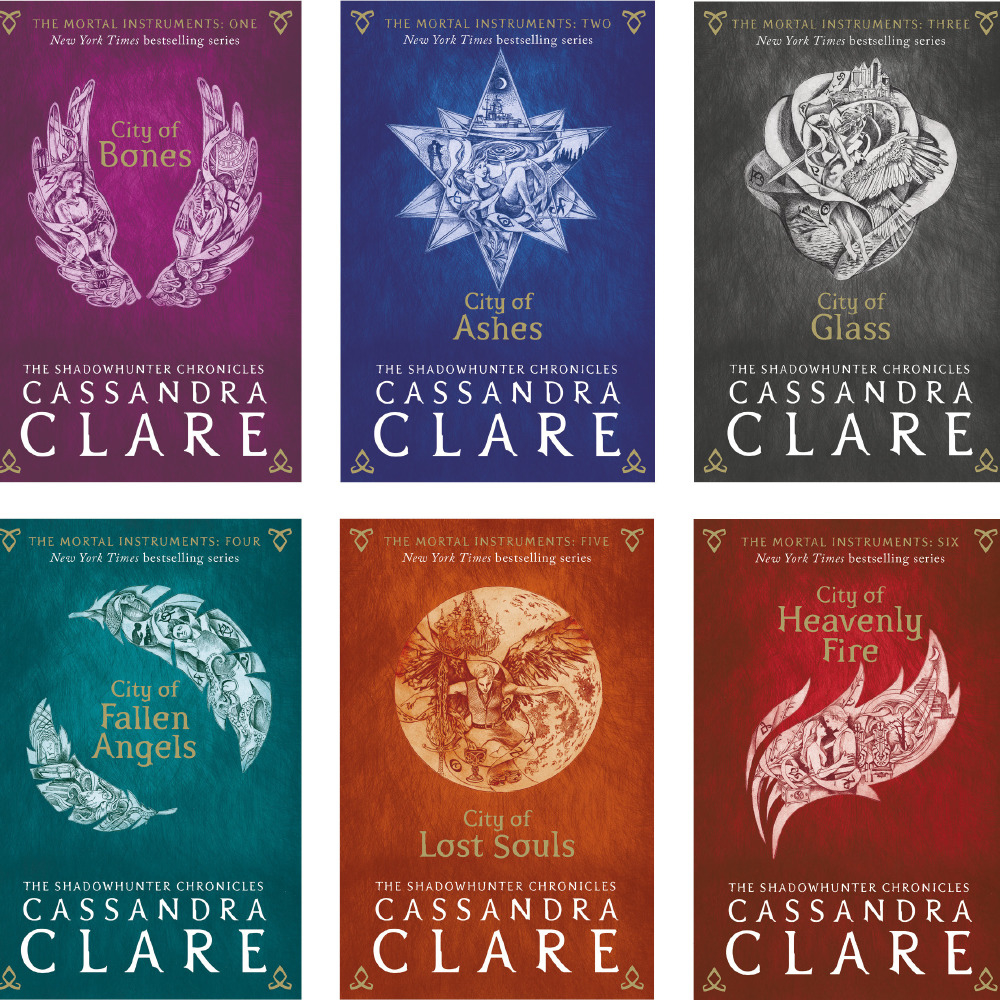 THE MORTAL INSTRUMENTS: ONE
New York Times bestselling series
City of
Bones
THE SHADOWHUNTER CHRONICLES
CASSANDRA
CLARE
THE MORTAL INSTRUMENTS: TWO
New York Times bestselling series
City of
Ashes
THE SHADOWHUNTER CHRONICLES
CASSANDRA
CLARE
THE MORTAL INSTRUMENTS: THREE
New York Times bestselling series
City of
Glass
THE SHADOWHUNTER CHRONICLES
CASSANDRA
CLARE
THE MORTAL INSTRUMENTS: FOUR
New York Times bestselling series
City of
Fallen
Angels
THE SHADOWHUNTER CHRONICLES
CASSANDRA
CLARE
THE MORTAL INSTRUMENTS: FIVE
New York Times bestselling series
City of
Lost Souls
THE SHADOWHUNTER CHRONICLES
CASSANDRA
CLARE
THE MORTAL INSTRUMENTS: SIX
New York Times bestselling series
City of
Heavenly
Fire
THE SHADOWHUNTER CHRONICLES
CASSANDRA
CLARE